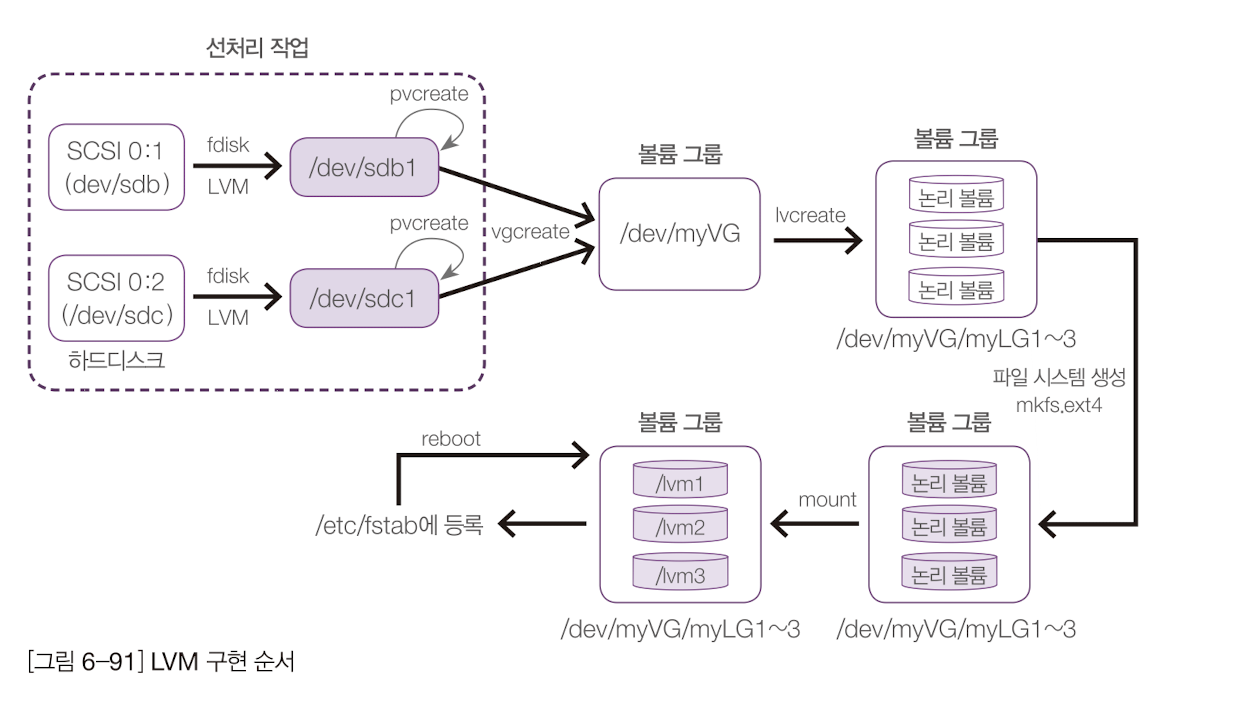 선처리 작업
pvcreate
SCSI 0:1
(dev/sdb)
fdisk
LVM
/dev/sdb1
pvcreate
SCSI 0:2
(/dev/sdc)
fdisk
LVM
/dev/sdc1
하드디스크
vgcreate
볼륨 그룹
/dev/myVG
lvcreate
볼륨 그룹
논리 볼륨
논리 볼륨
논리 볼륨
/dev/myVG/myLG1~3
파일 시스템 생성
mkfs.ext4
볼륨 그룹
논리 볼륨
논리 볼륨
논리 볼륨
/dev/myVG/myLG1~3
mount
볼륨 그룹
/lvm1
/lvm2
/lvm3
/dev/myVG/myLG1~3
reboot
/etc/fstab에 등록
[그림 6–91] LVM 구현 순서